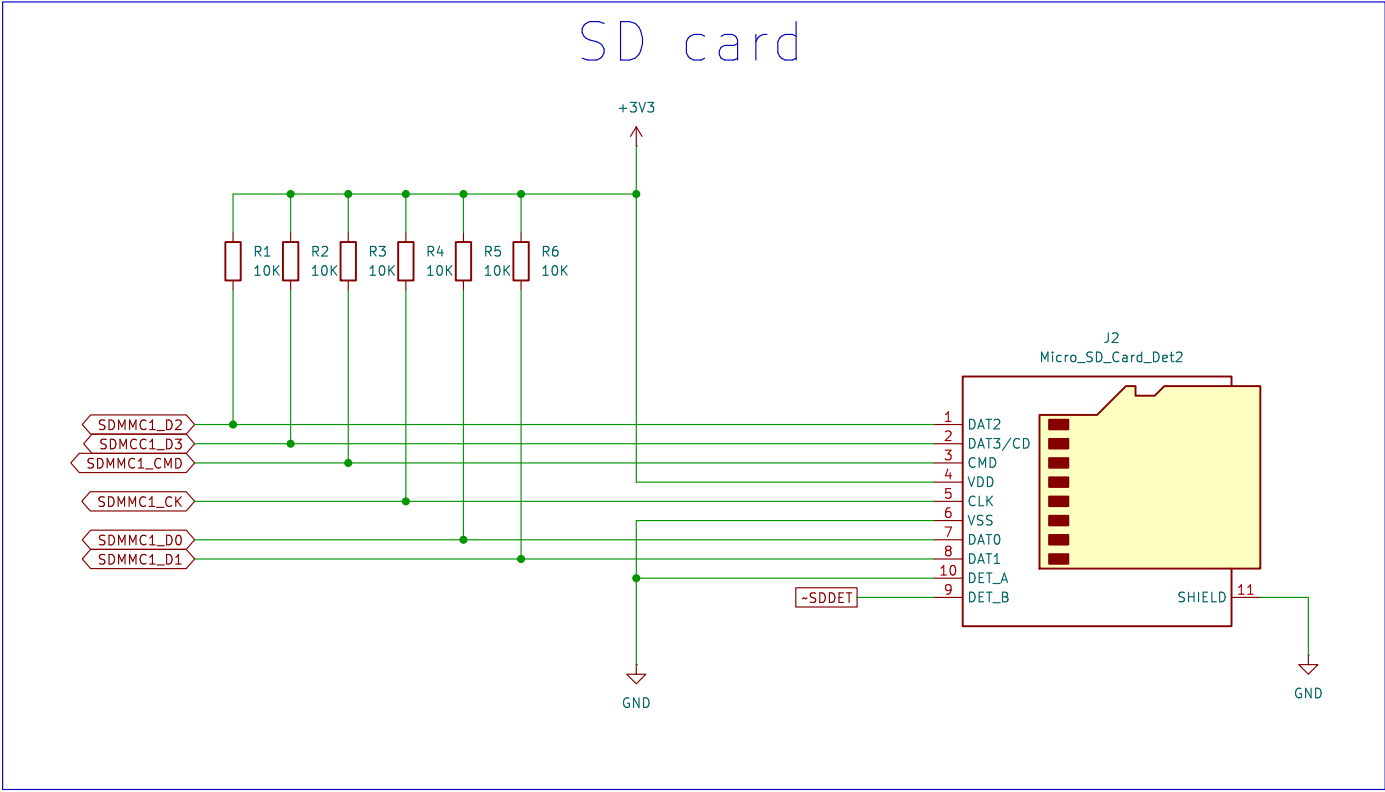 SD card
+3V3
R1
10K
R2
10K
R3
10K
R4
10K
R5
10K
R6
10K
J2
Micro_SD_Card_Det2
SDMMC1_D2
1
DAT2
SDMCC1_D3
2
DAT3/CD
SDMMC1_CMD
3
CMD
4
VDD
SDMMC1_CK
5
CLK
6
VSS
SDMMC1_D0
7
DAT0
SDMMC1_D1
8
DAT1
10
DET_A
~SDDET
9
DET_B
SHIELD
11
GND
GND